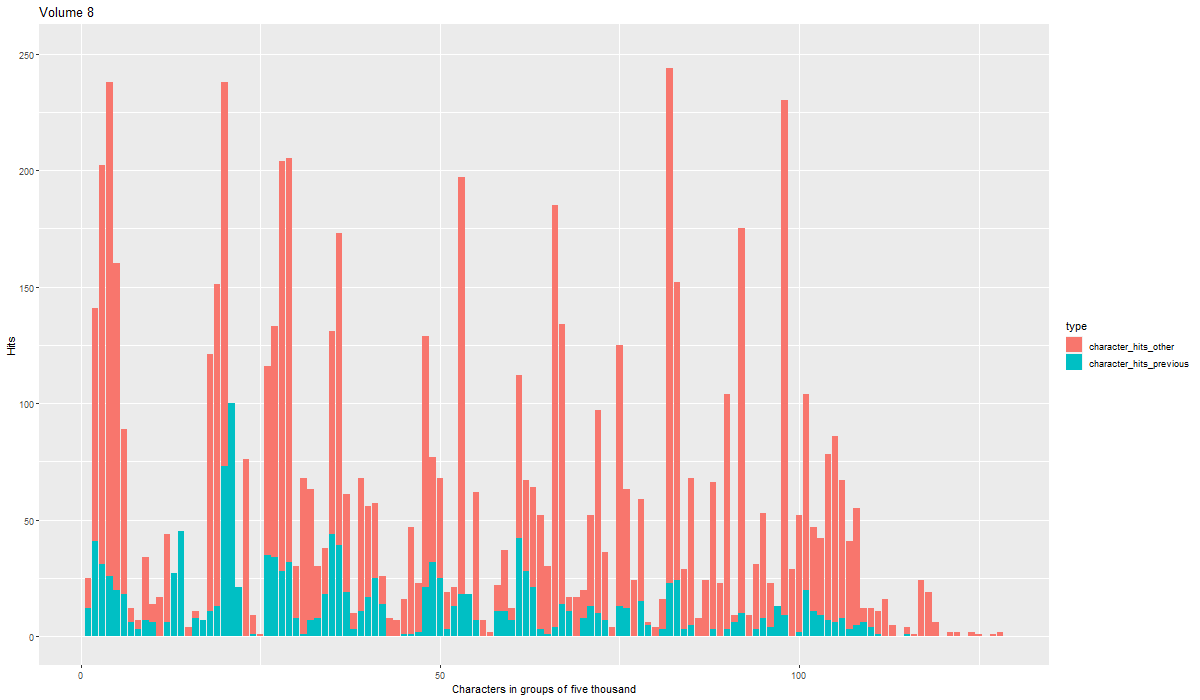 Volume 8
250
200
150
100
50
0
Hits
0
50
100
Characters in groups of five thousand
type
character_hits_other
character_hits_previous